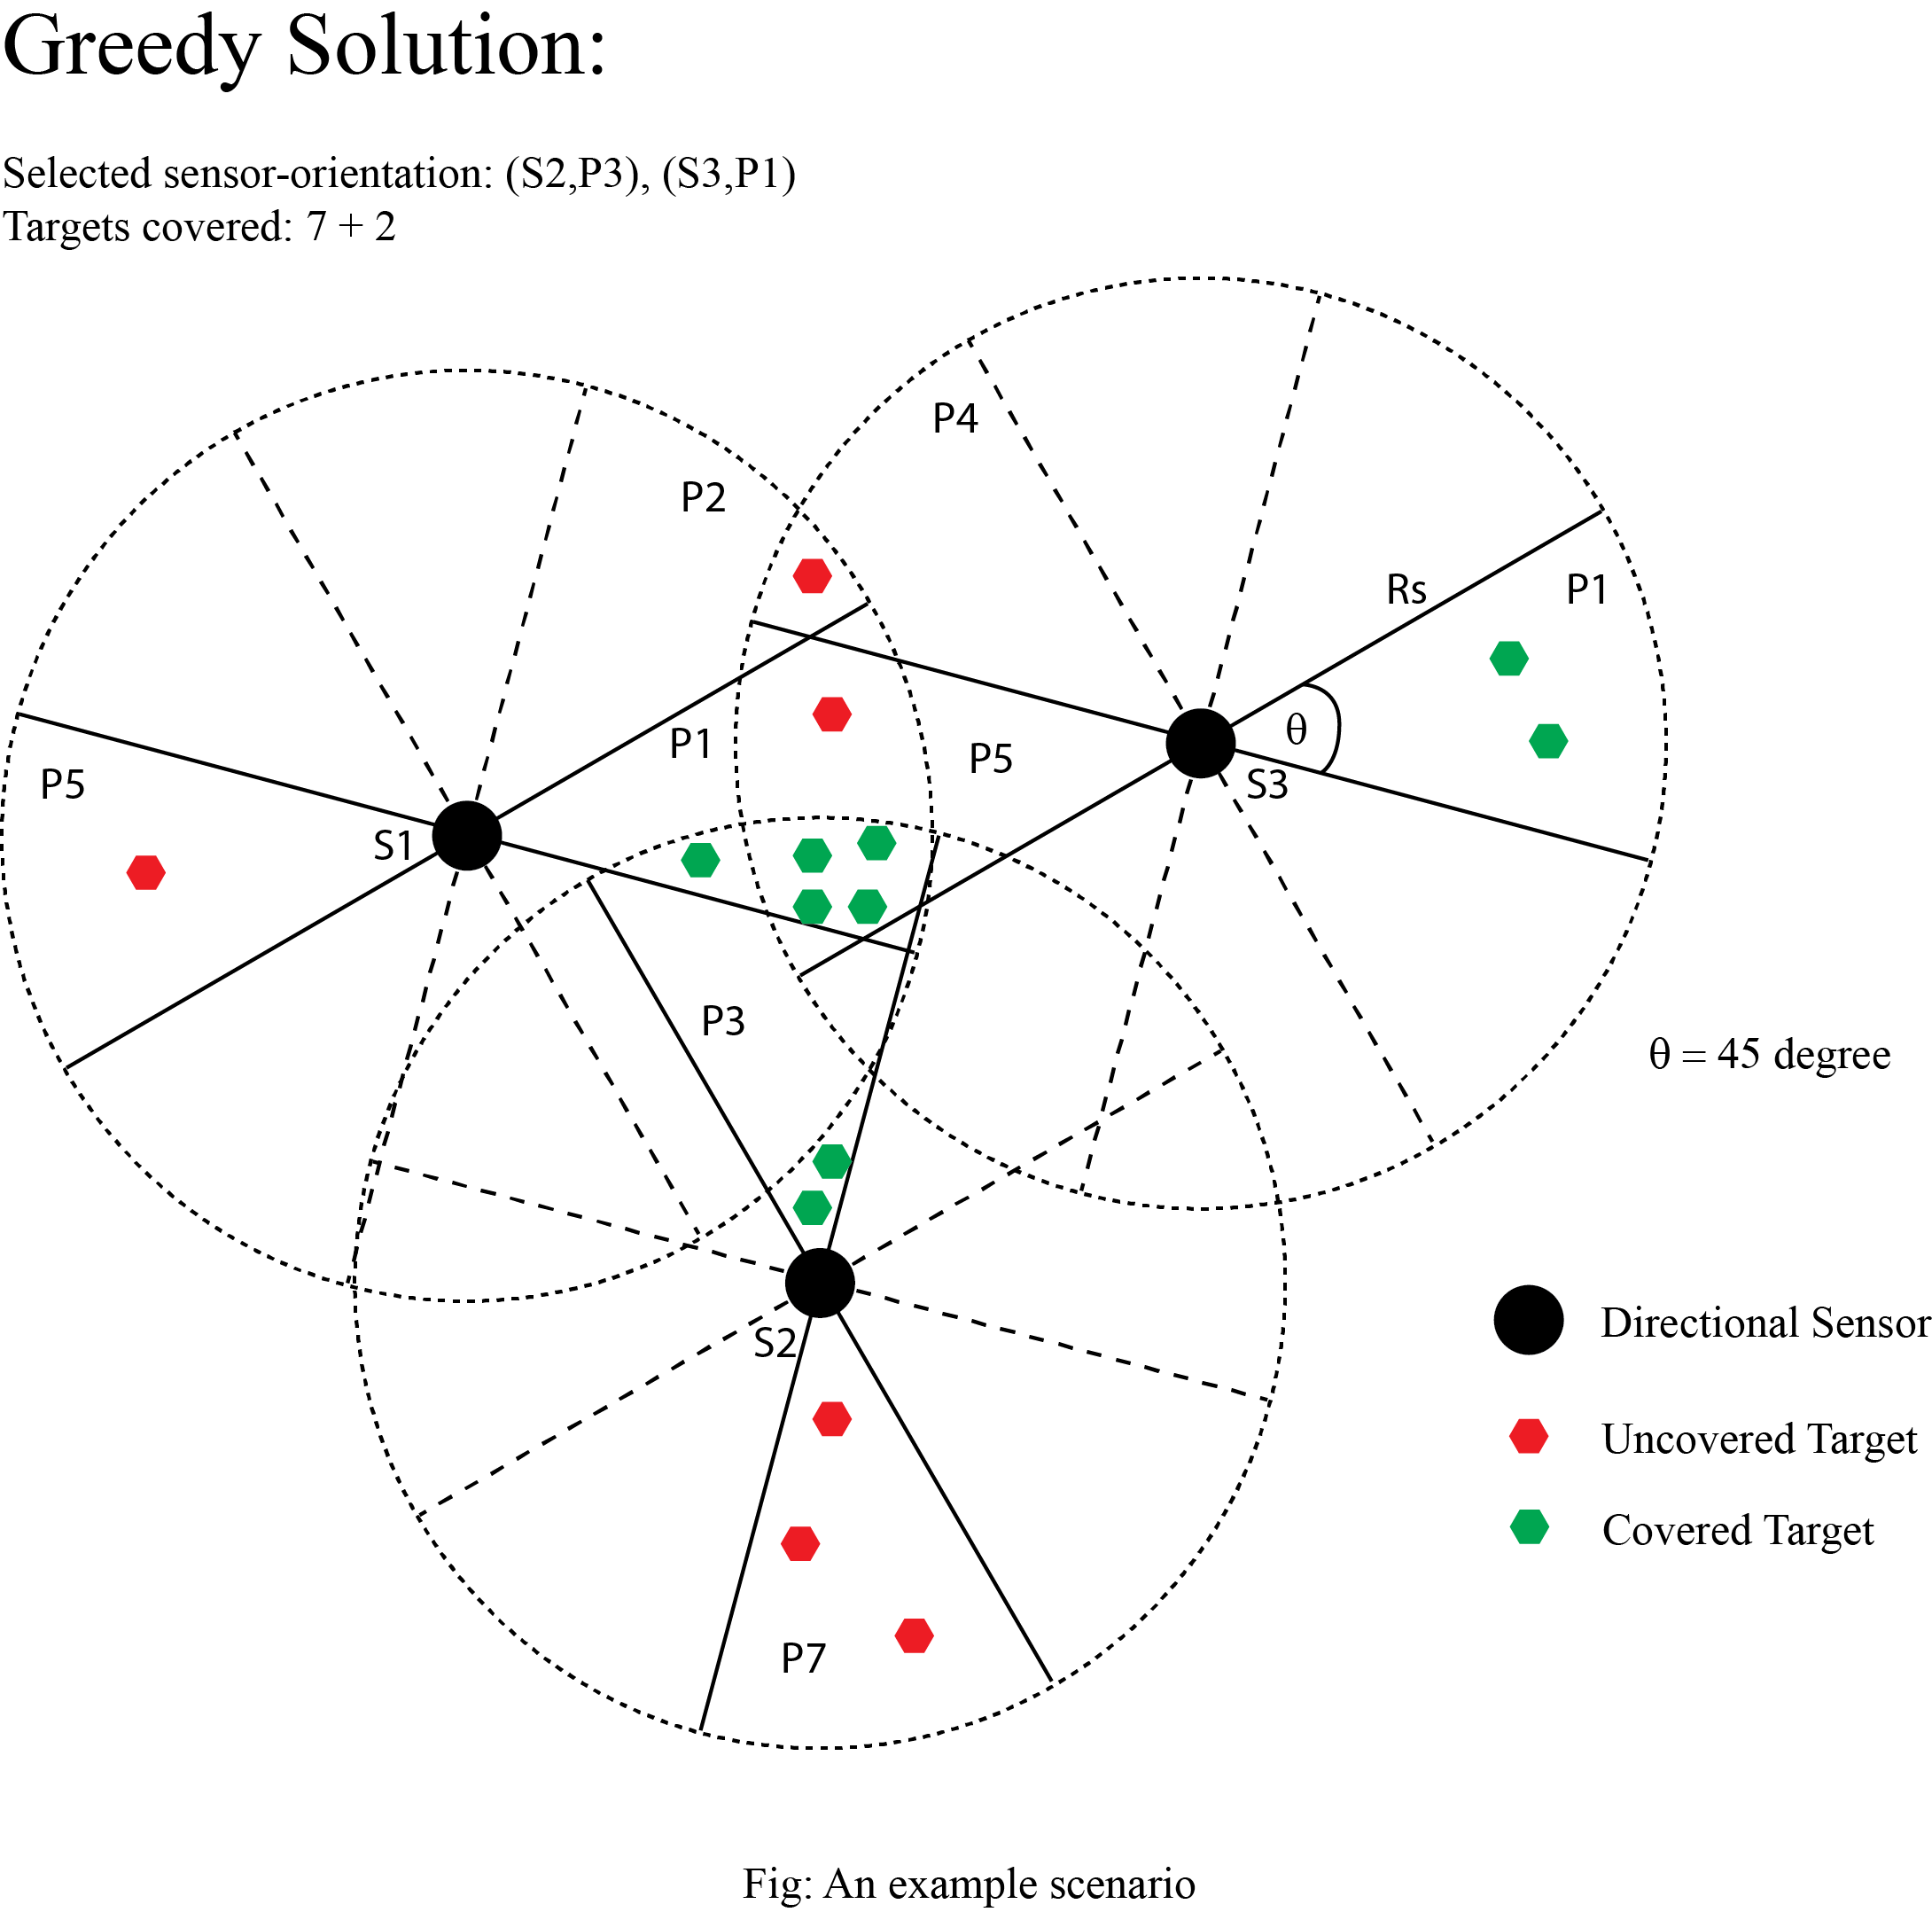 Greedy Solution:
Selected sensor-orientation: (S2,P3), (S3,P1)
Targets covered: 7 + 2
P4
P2
Rs
P1
θ
P1
P5
S3
P5
S1
P3
θ = 45 degree
S2
Directional Sensor
Uncovered Target
Covered Target
P7
Fig: An example scenario